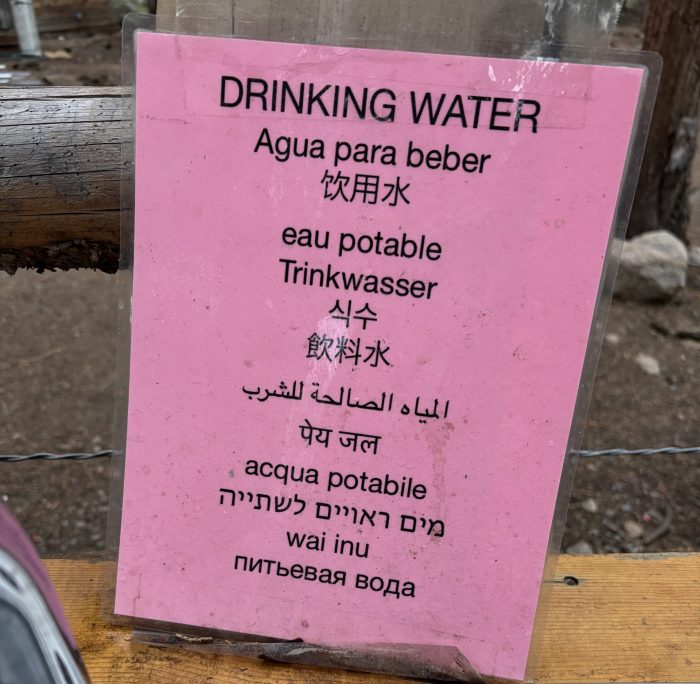 DRINKING WATER
Agua para beber
饮用水
eau potable
Trinkwasser
식수
飲料水
المياه الصالحة للشرب
पेय जल
acqua potabile
מים ראויים לשתייה
wai inu
питьевая вода